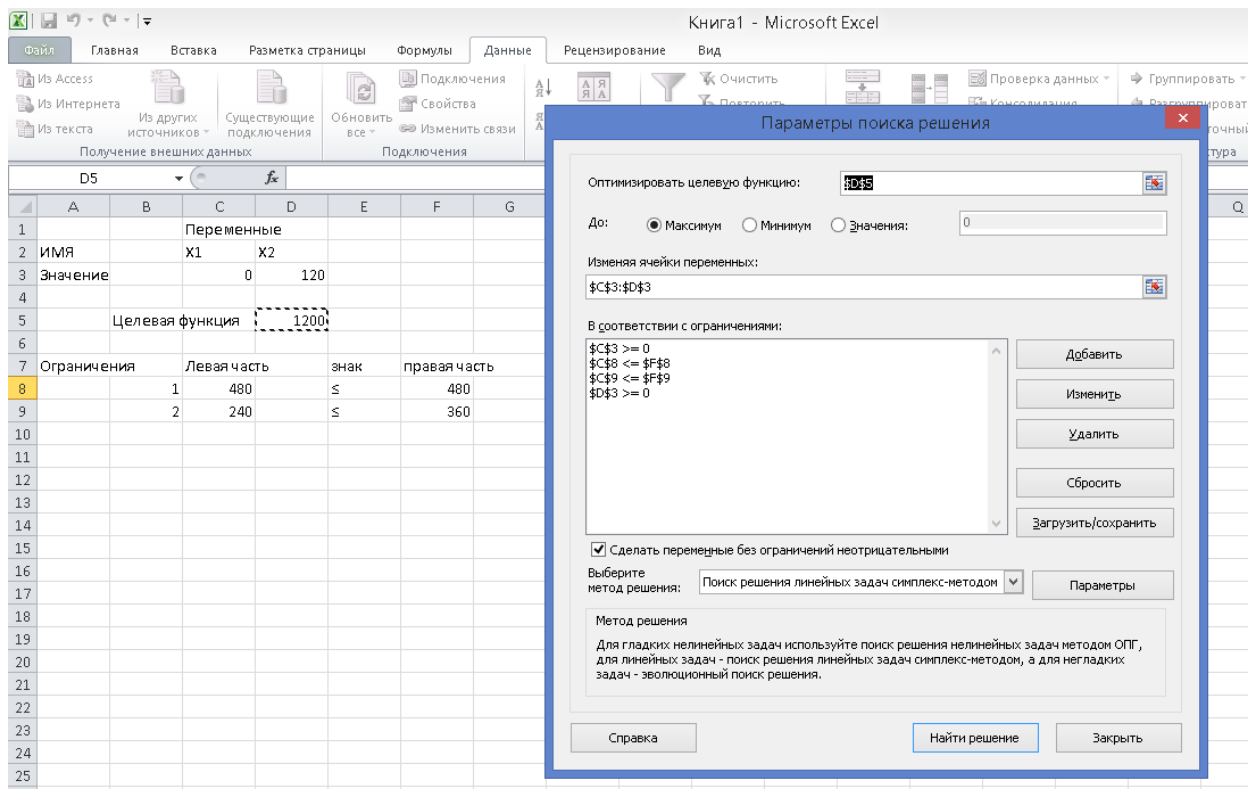 Книга1 - Microsoft Excel
Файл Главная Вставка Разметка страницы Формулы Данные Рецензирование Вид
Из Access
Из Интернета
Из текста
Из других
источников
Получение внешних данных
Существующие
подключения
Обновить
все
Подключения
Свойства
Изменить связи
Подключения
Очистить
Повторить
Проверка данных
Консолидация
Группировать
D5 fx
A B C D E F G Q
1 Переменные
2 ИМЯ X1 X2
3 Значение 0 120
4
5 Целевая функция 1200
6
7 Ограничения Левая часть знак правая часть
8 1 480 ≤ 480
9 2 240 ≤ 360
10
11
12
13
14
15
16
17
18
19
20
21
22
23
24
25
Параметры поиска решения
Оптимизировать целевую функцию: $D$5
До: Максимум Минимум Значения: 0
Изменяя ячейки переменных:
$C$3:$D$3
В соответствии с ограничениями:
$C$3 >= 0
$C$8 <= $F$8
$C$9 <= $F$9
$D$3 >= 0
Добавить
Изменить
Удалить
Сбросить
Загрузить/сохранить
Сделать переменные без ограничений неотрицательными
Выберите
метод решения:
Поиск решения линейных задач симплекс-методом
Параметры
Метод решения
Для гладких нелинейных задач используйте поиск решения нелинейных задач методом ОПГ,
для линейных задач - поиск решения линейных задач симплекс-методом, а для негладких
задач - эволюционный поиск решения.
Справка Найти решение Закрыть